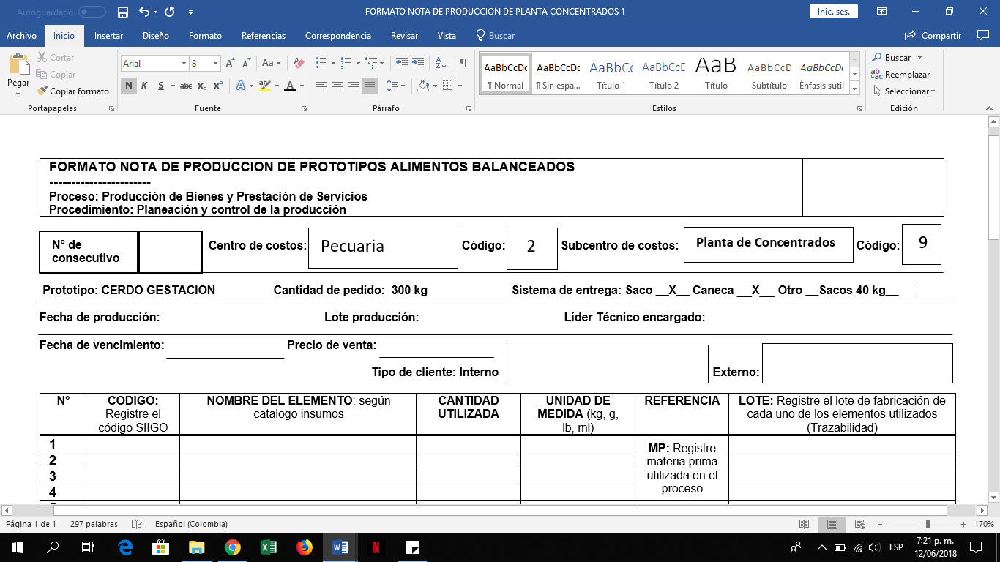 Autoguardado
FORMATO NOTA DE PRODUCCION DE PLANTA CONCENTRADOS 1
Inic. ses.
Archivo Inicio Insertar Diseño Formato Referencias Correspondencia Revisar Vista Buscar Compartir
Pegar
Cortar
Copiar
Copiar formato
Portapapeles
Arial 8
Aa
N K S abc x₂ x²
A A
Fuente
Párrafo
AaBbCcDc AaBbCcDc AaBbCc AaBbCcD AaB AaBbCcD AaBbCcDc
¶ Normal ¶ Sin espa... Título 1 Título 2 Título Subtítulo Énfasis sutil
Estilos
Buscar
Reemplazar
Seleccionar
Edición
FORMATO NOTA DE PRODUCCION DE PROTOTIPOS ALIMENTOS BALANCEADOS
-----------------------
Proceso: Producción de Bienes y Prestación de Servicios
Procedimiento: Planeación y control de la producción
N° de
consecutivo
Centro de costos: Pecuaria Código: 2 Subcentro de costos: Planta de Concentrados Código: 9
Prototipo: CERDO GESTACION Cantidad de pedido: 300 kg Sistema de entrega: Saco __X__ Caneca __X__ Otro __Sacos 40 kg__
Fecha de producción: Lote producción: Líder Técnico encargado:
Fecha de vencimiento: Precio de venta:
Tipo de cliente: Interno Externo:
N°
CODIGO:
Registre el
código SIIGO
NOMBRE DEL ELEMENTO: según
catalogo insumos
CANTIDAD
UTILIZADA
UNIDAD DE
MEDIDA (kg, g,
lb, ml)
REFERENCIA
LOTE: Registre el lote de fabricación de
cada uno de los elementos utilizados
(Trazabilidad)
1
2
3
4
MP: Registre
materia prima
utilizada en el
proceso
Página 1 de 1 297 palabras Español (Colombia) 170%
ESP
7:21 p. m.
12/06/2018